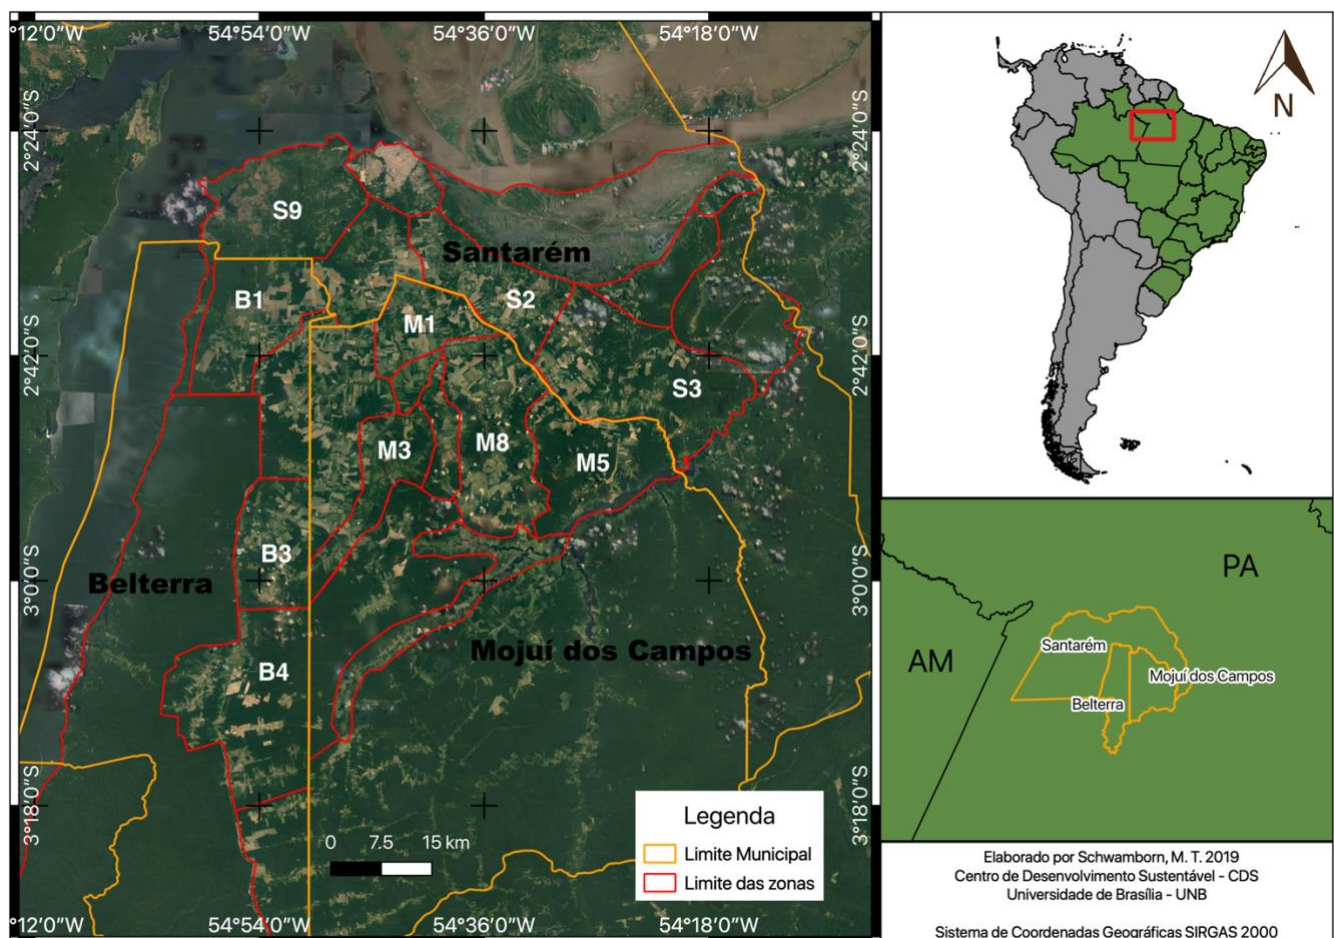 °12'0"W 54°54'0"W 54°36'0"W 54°18'0"W
2°24'0"S
2°24'0"S
N
S9
Santarém
B1
S2
M1
2°42'0"S
2°42'0"S
S3
M3
M8
M5
B3
3°0'0"S
3°0'0"S
Belterra
Mojuí dos Campos
B4
3°18'0"S
3°18'0"S
0 7.5 15 km
Legenda
Limite Municipal
Limite das zonas
°12'0"W 54°54'0"W 54°36'0"W 54°18'0"W
PA
AM
Santarém
Mojuí dos Campos
Belterra
Elaborado por Schwamborn, M. T. 2019
Centro de Desenvolvimento Sustentável - CDS
Universidade de Brasília - UNB
Sistema de Coordenadas Geográficas SIRGAS 2000